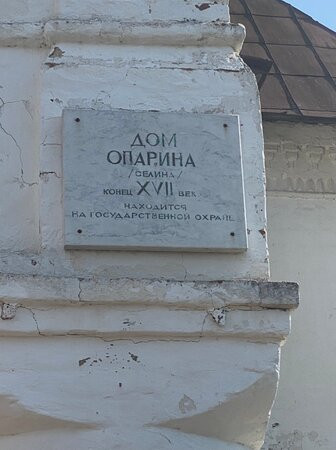 ДОМ
ОПАРИНА
/СЕЛИНА/
КОНЕЦ XVII ВЕК.
НАХОДИТСЯ
НА ГОСУДАРСТВЕННОЙ ОХРАНЕ